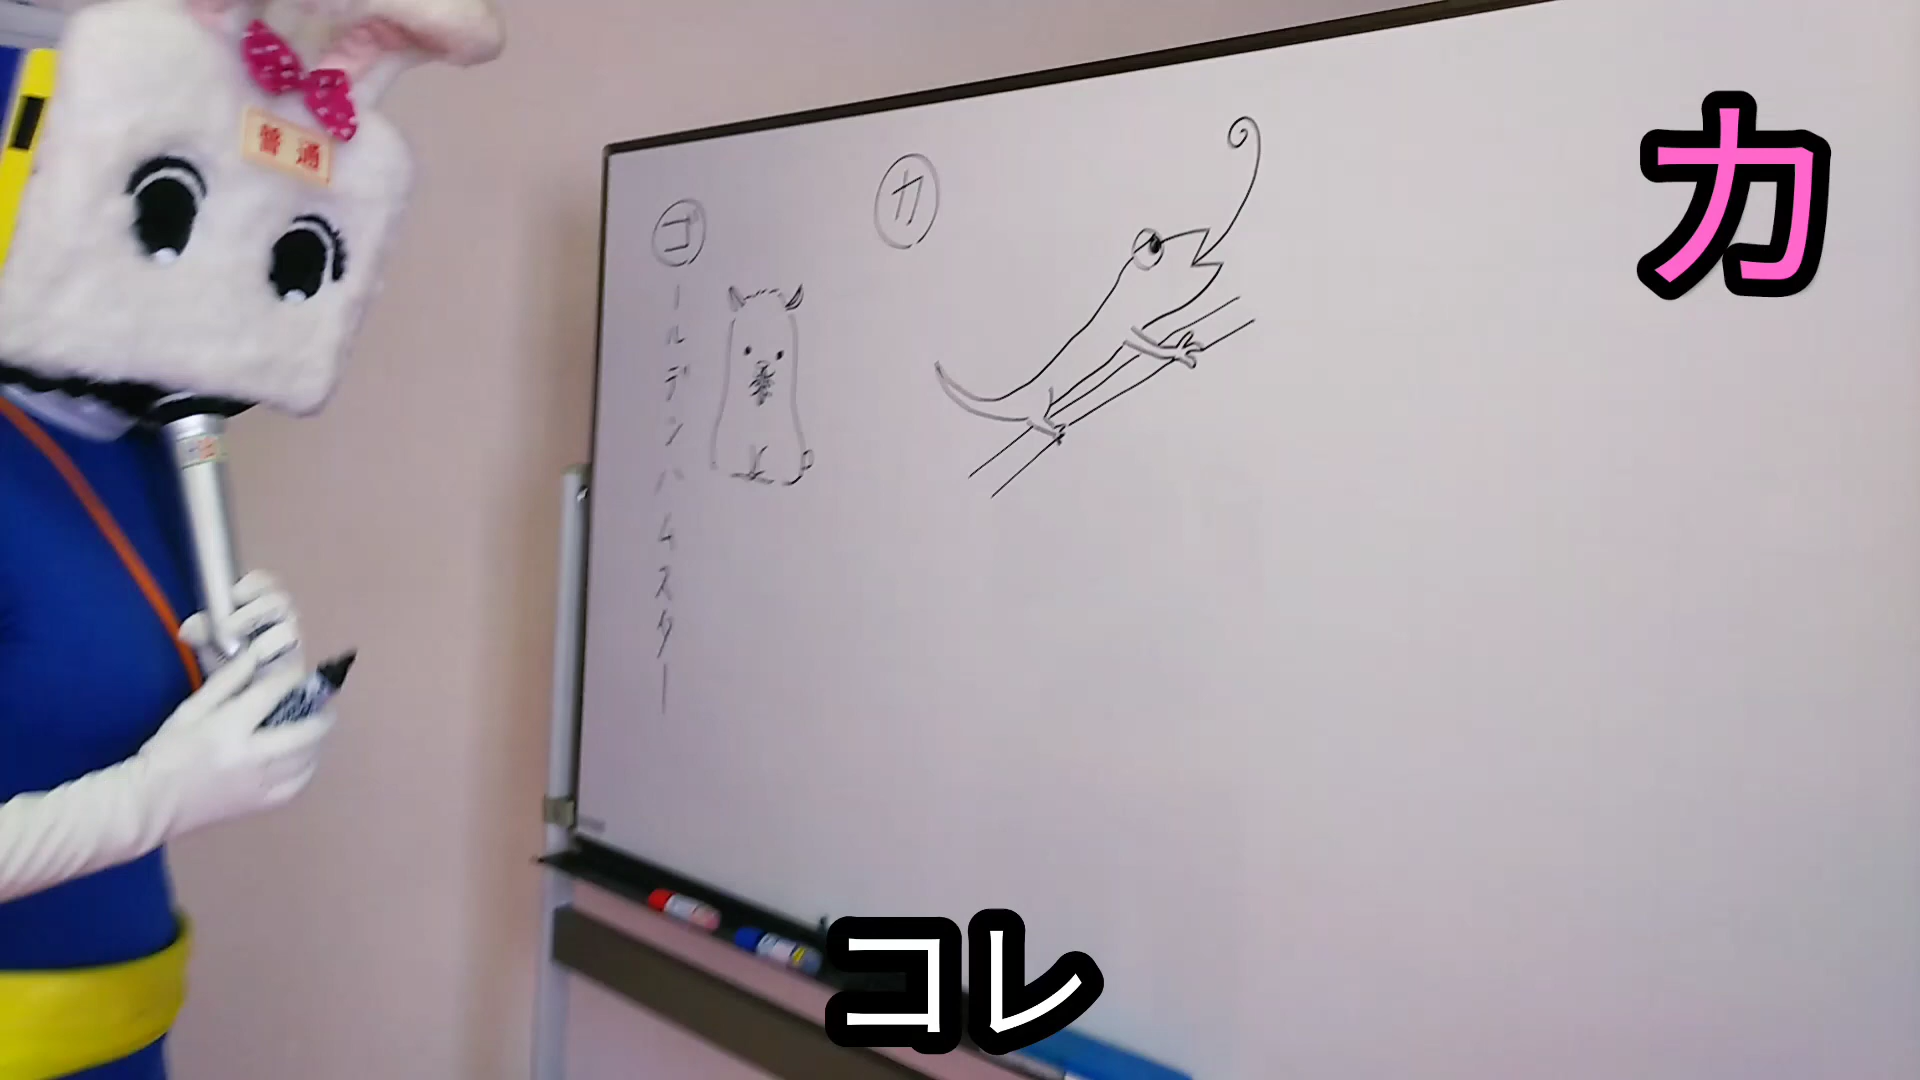 普通
ゴールデンハムスター
カ
カ
コレ